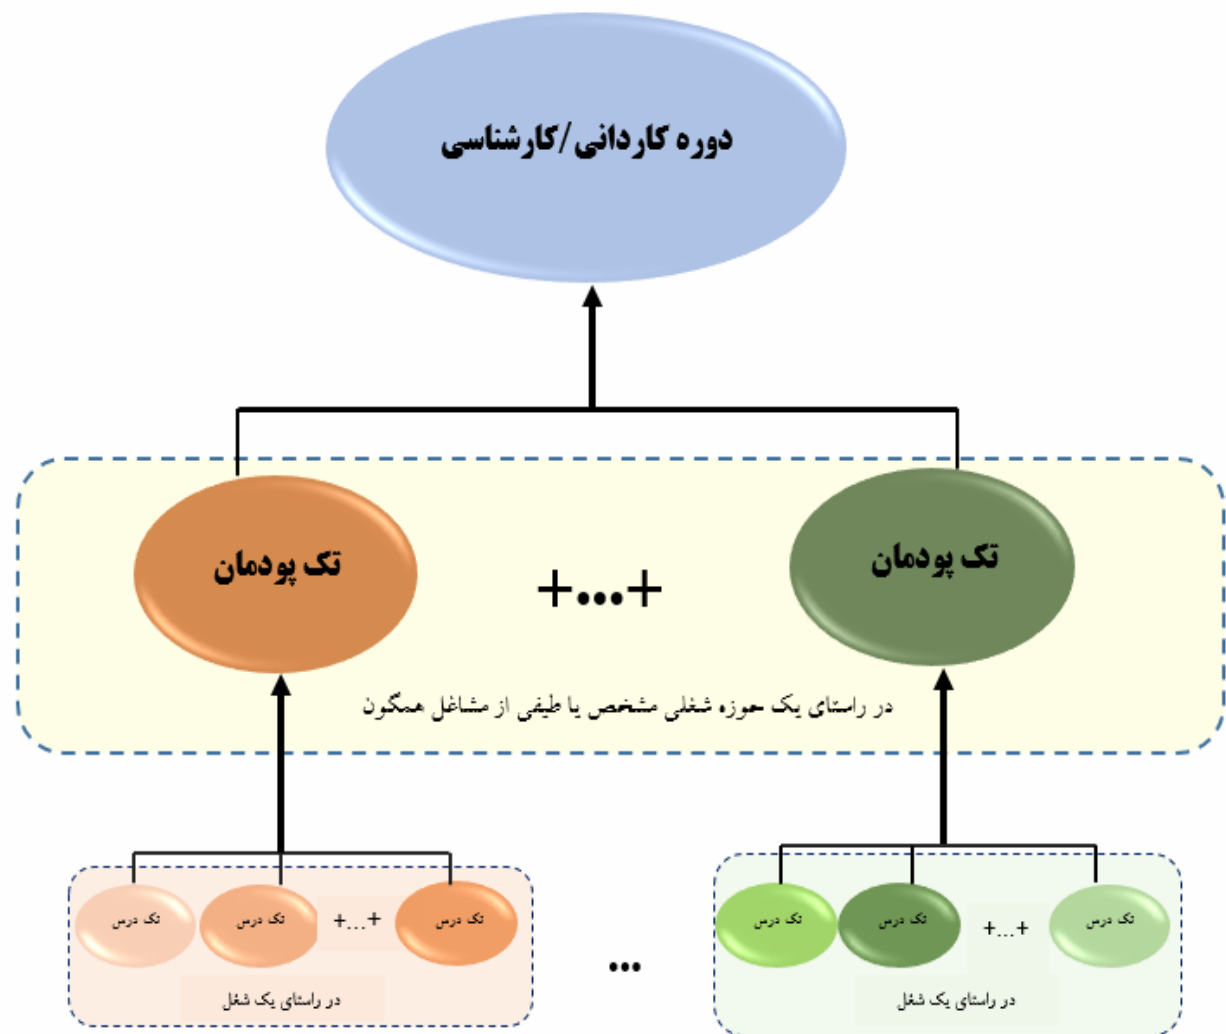 دوره کاردانی/کارشناسی
تک پودمان
+...+
تک پودمان
در راستای یک حوزه شغلی مشخص یا طیفی از مشاغل همگون
تک درس
+...+
تک درس
تک درس
در راستای یک شغل
...
تک درس
+...+
تک درس
تک درس
در راستای یک شغل